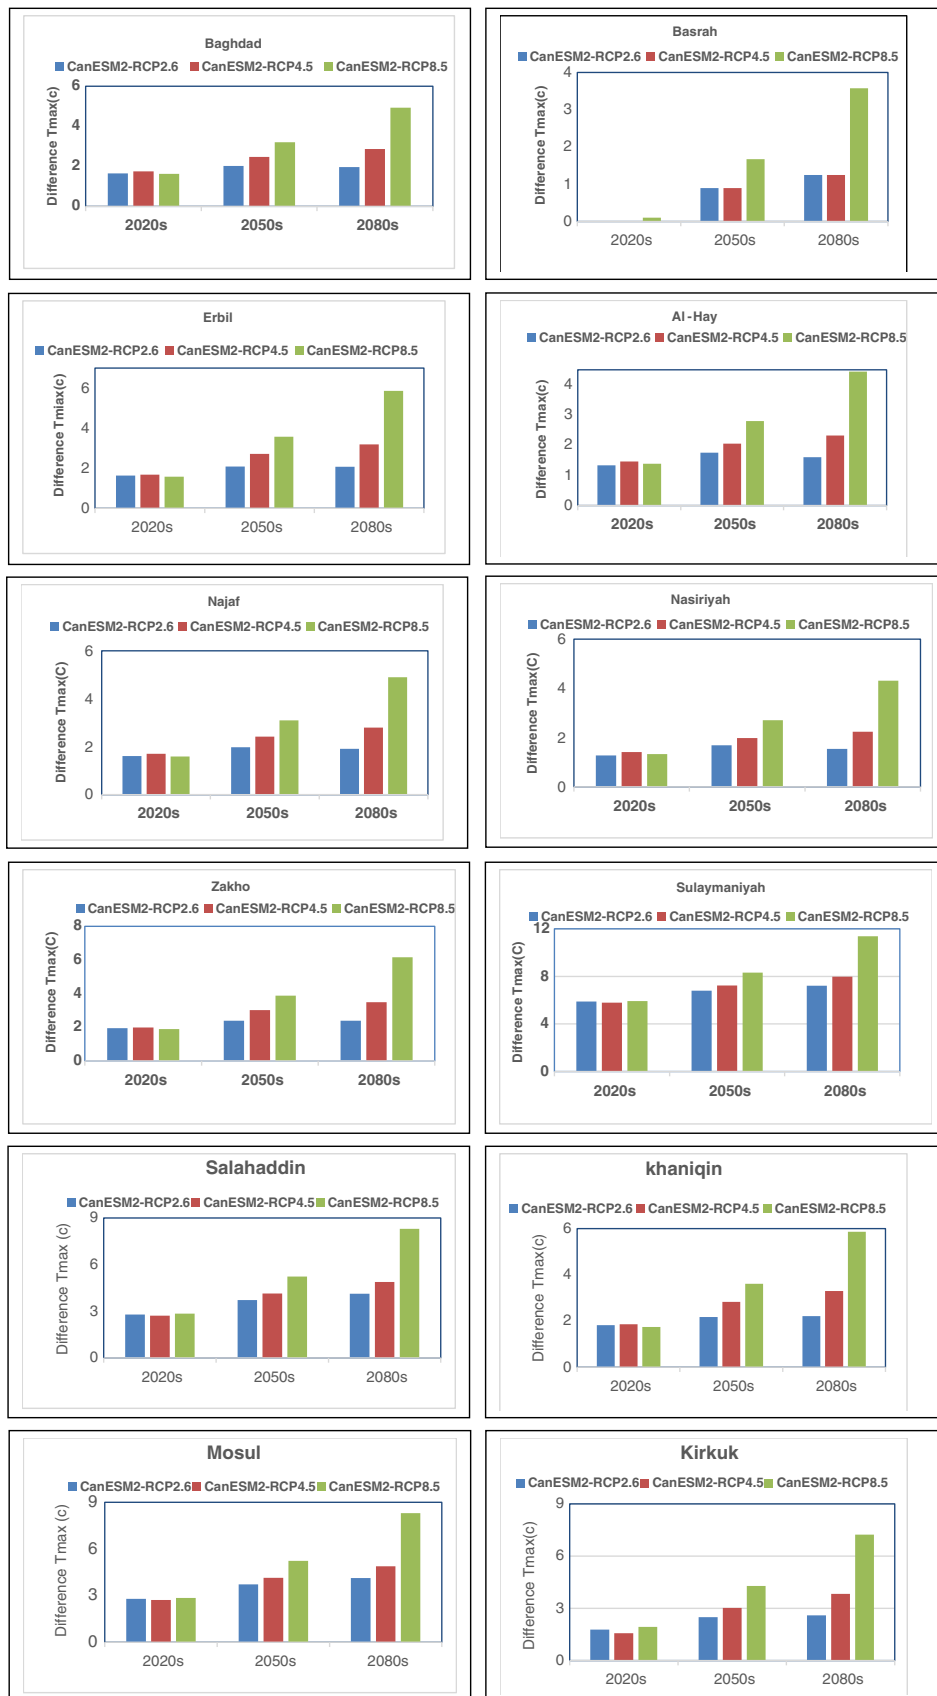 Baghdad
CanESM2-RCP2.6 CanESM2-RCP4.5 CanESM2-RCP8.5
Difference Tmax(c)
6
4
2
0
2020s 2050s 2080s
Basrah
CanESM2-RCP2.6 CanESM2-RCP4.5 CanESM2-RCP8.5
Difference Tmax(c)
4
3
2
1
0
2020s 2050s 2080s
Erbil
CanESM2-RCP2.6 CanESM2-RCP4.5 CanESM2-RCP8.5
Difference Tmiax(c)
6
4
2
0
2020s 2050s 2080s
Al-Hay
CanESM2-RCP2.6 CanESM2-RCP4.5 CanESM2-RCP8.5
Difference Tmax(c)
4
3
2
1
0
2020s 2050s 2080s
Najaf
CanESM2-RCP2.6 CanESM2-RCP4.5 CanESM2-RCP8.5
Difference Tmax(C)
6
4
2
0
2020s 2050s 2080s
Nasiriyah
CanESM2-RCP2.6 CanESM2-RCP4.5 CanESM2-RCP8.5
Difference Tmax(C)
6
4
2
0
2020s 2050s 2080s
Zakho
CanESM2-RCP2.6 CanESM2-RCP4.5 CanESM2-RCP8.5
Difference Tmax(C)
8
6
4
2
0
2020s 2050s 2080s
Sulaymaniyah
CanESM2-RCP2.6 CanESM2-RCP4.5 CanESM2-RCP8.5
Difference Tmax(C)
12
8
4
0
2020s 2050s 2080s
Salahaddin
CanESM2-RCP2.6 CanESM2-RCP4.5 CanESM2-RCP8.5
Difference Tmax (c)
9
6
3
0
2020s 2050s 2080s
khaniqin
CanESM2-RCP2.6 CanESM2-RCP4.5 CanESM2-RCP8.5
Difference Tmax(c)
6
4
2
0
2020s 2050s 2080s
Mosul
CanESM2-RCP2.6 CanESM2-RCP4.5 CanESM2-RCP8.5
Difference Tmax (c)
9
6
3
0
2020s 2050s 2080s
Kirkuk
CanESM2-RCP2.6 CanESM2-RCP4.5 CanESM2-RCP8.5
Difference Tmax(c)
9
6
3
0
2020s 2050s 2080s